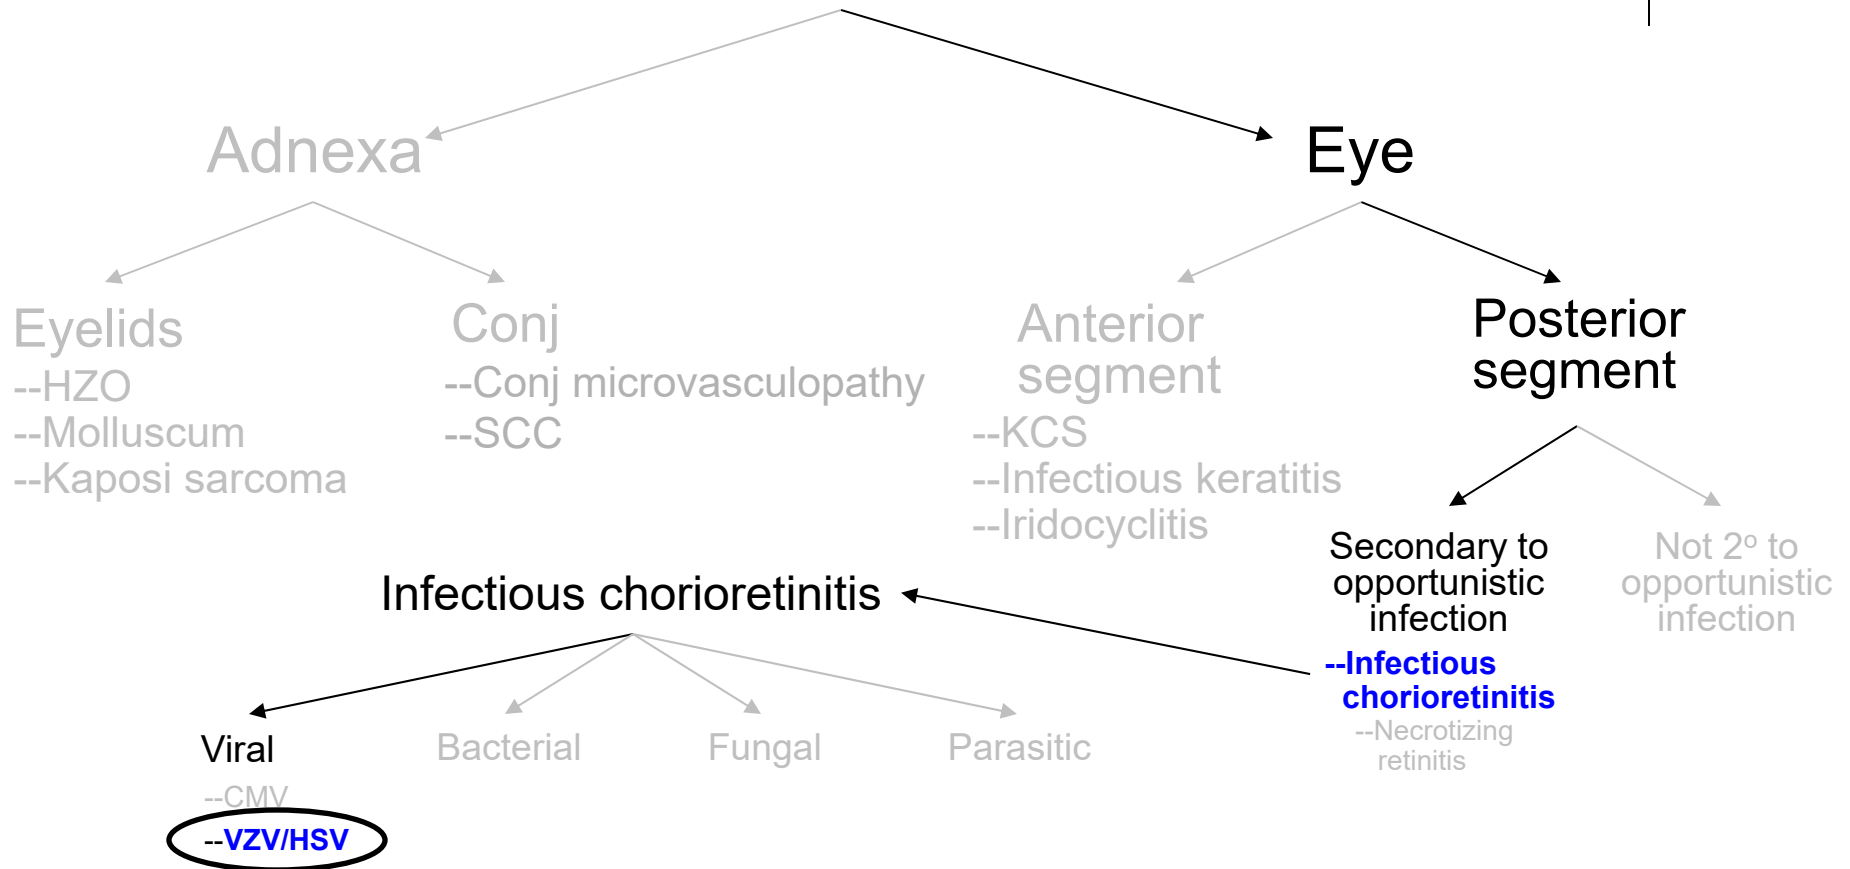 Adnexa
Eye
Eyelids
--HZO
--Molluscum
--Kaposi sarcoma
Conj
--Conj microvasculopathy
--SCC
Anterior
segment
--KCS
--Infectious keratitis
--Iridocyclitis
Posterior
segment
Secondary to
opportunistic
infection
--Infectious
chorioretinitis
--Necrotizing
retinitis
Not 2º to
opportunistic
infection
Infectious chorioretinitis
Viral
--CMV
--VZV/HSV
Bacterial
Fungal
Parasitic